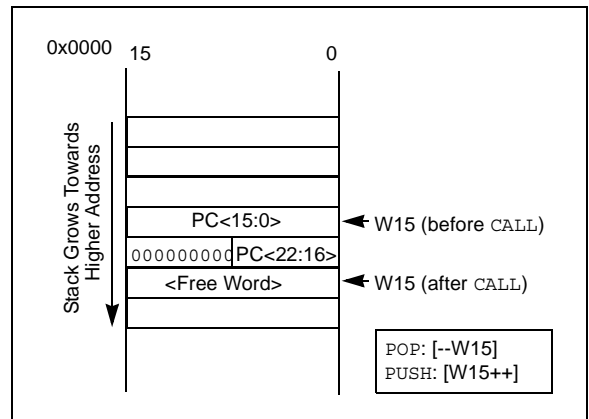 0x0000 15 0
Stack Grows Towards
Higher Address
PC<15:0>
W15 (before CALL)
000000000 PC<22:16>
<Free Word>
W15 (after CALL)
POP: [--W15]
PUSH: [W15++]